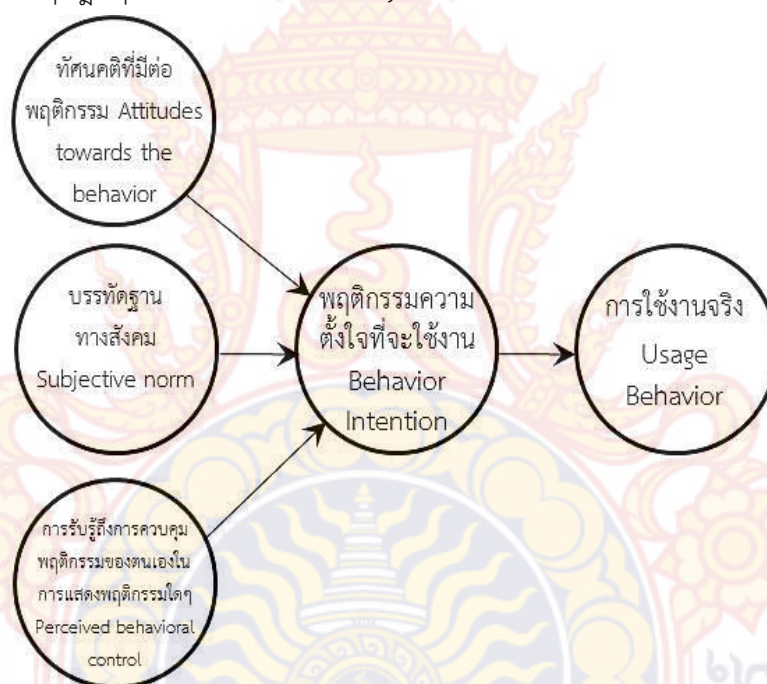 ทัศนคติที่มีต่อ
พฤติกรรม Attitudes
towards the
behavior
บรรทัดฐาน
ทางสังคม
Subjective norm
การรับรู้ถึงการควบคุม
พฤติกรรมของตนเองใน
การแสดงพฤติกรรมใดๆ
Perceived behavioral
control
พฤติกรรมความ
ตั้งใจที่จะใช้งาน
Behavior
Intention
การใช้งานจริง
Usage
Behavior